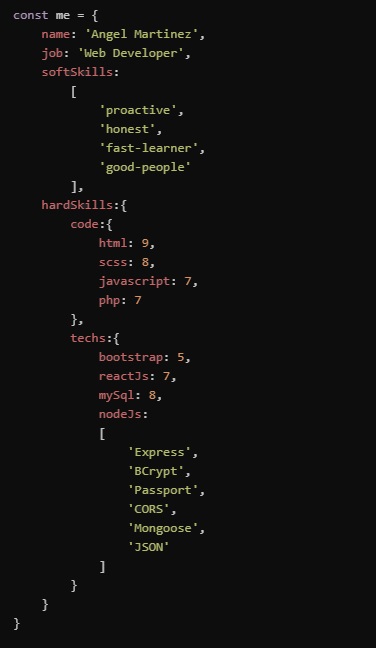 const me = {
    name: 'Angel Martinez',
    job: 'Web Developer',
    softSkills:
        [
            'proactive',
            'honest',
            'fast-learner',
            'good-people'
        ],
    hardSkills:{
        code:{
            html: 9,
            scss: 8,
            javascript: 7,
            php: 7
        },
        techs:{
            bootstrap: 5,
            reactJs: 7,
            mySql: 8,
            nodeJs:
            [
                'Express',
                'BCrypt',
                'Passport',
                'CORS',
                'Mongoose',
                'JSON'
            ]
        }
    }
}